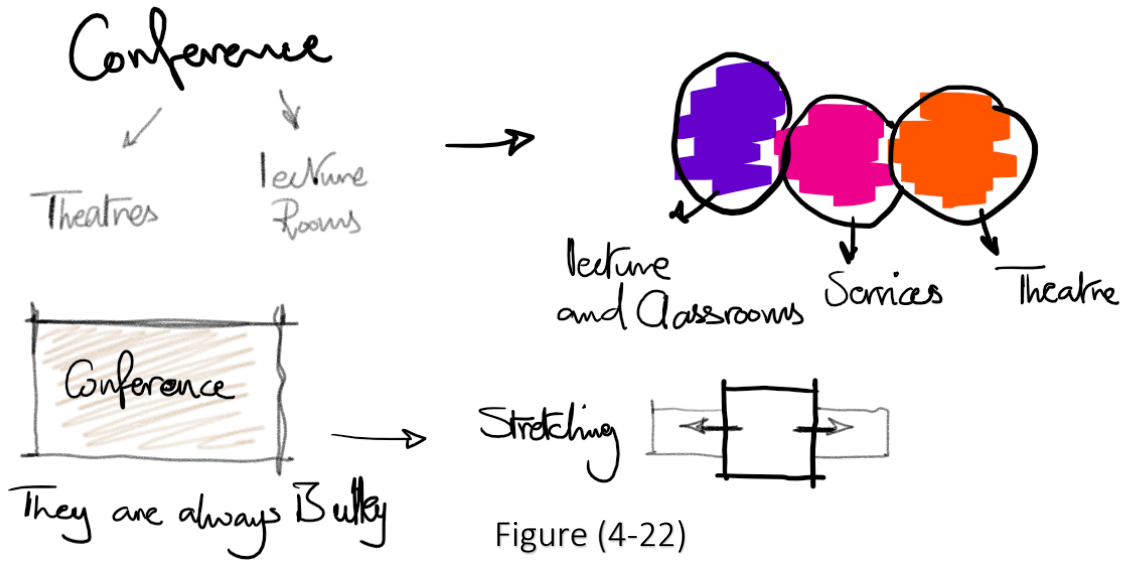 Conference
Theatres
lecture
Rooms
lecture
and Classrooms
Services
Theatre
Conference
They are always Bulky
Stretching
Figure (4-22)